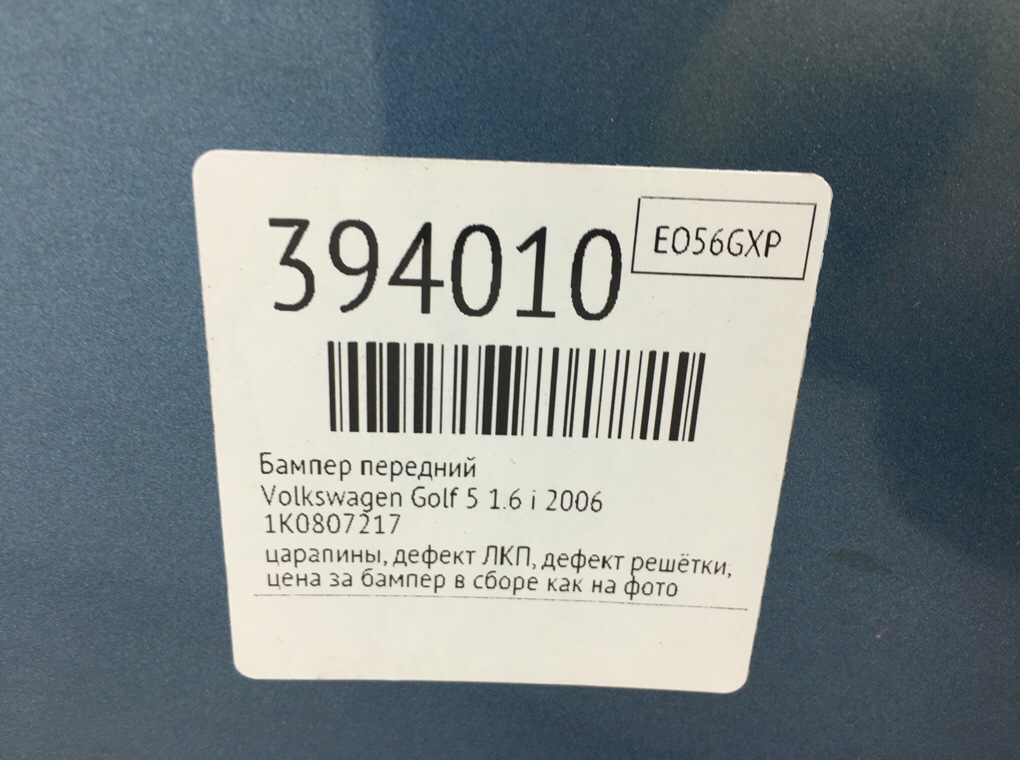 394010
EO56GXP
Бампер передний
Volkswagen Golf 5 1.6 i 2006
1K0807217
царапины, дефект ЛКП, дефект решётки,
цена за бампер в сборе как на фото